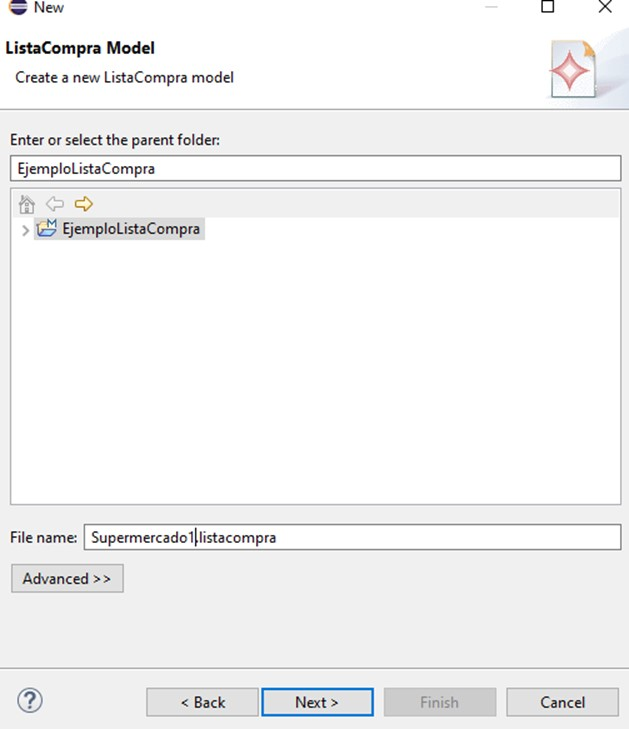 New
ListaCompra Model
Create a new ListaCompra model
Enter or select the parent folder:
EjemploListaCompra
EjemploListaCompra
File name: Supermercado1.listacompra
Advanced >>
? < Back Next > Finish Cancel